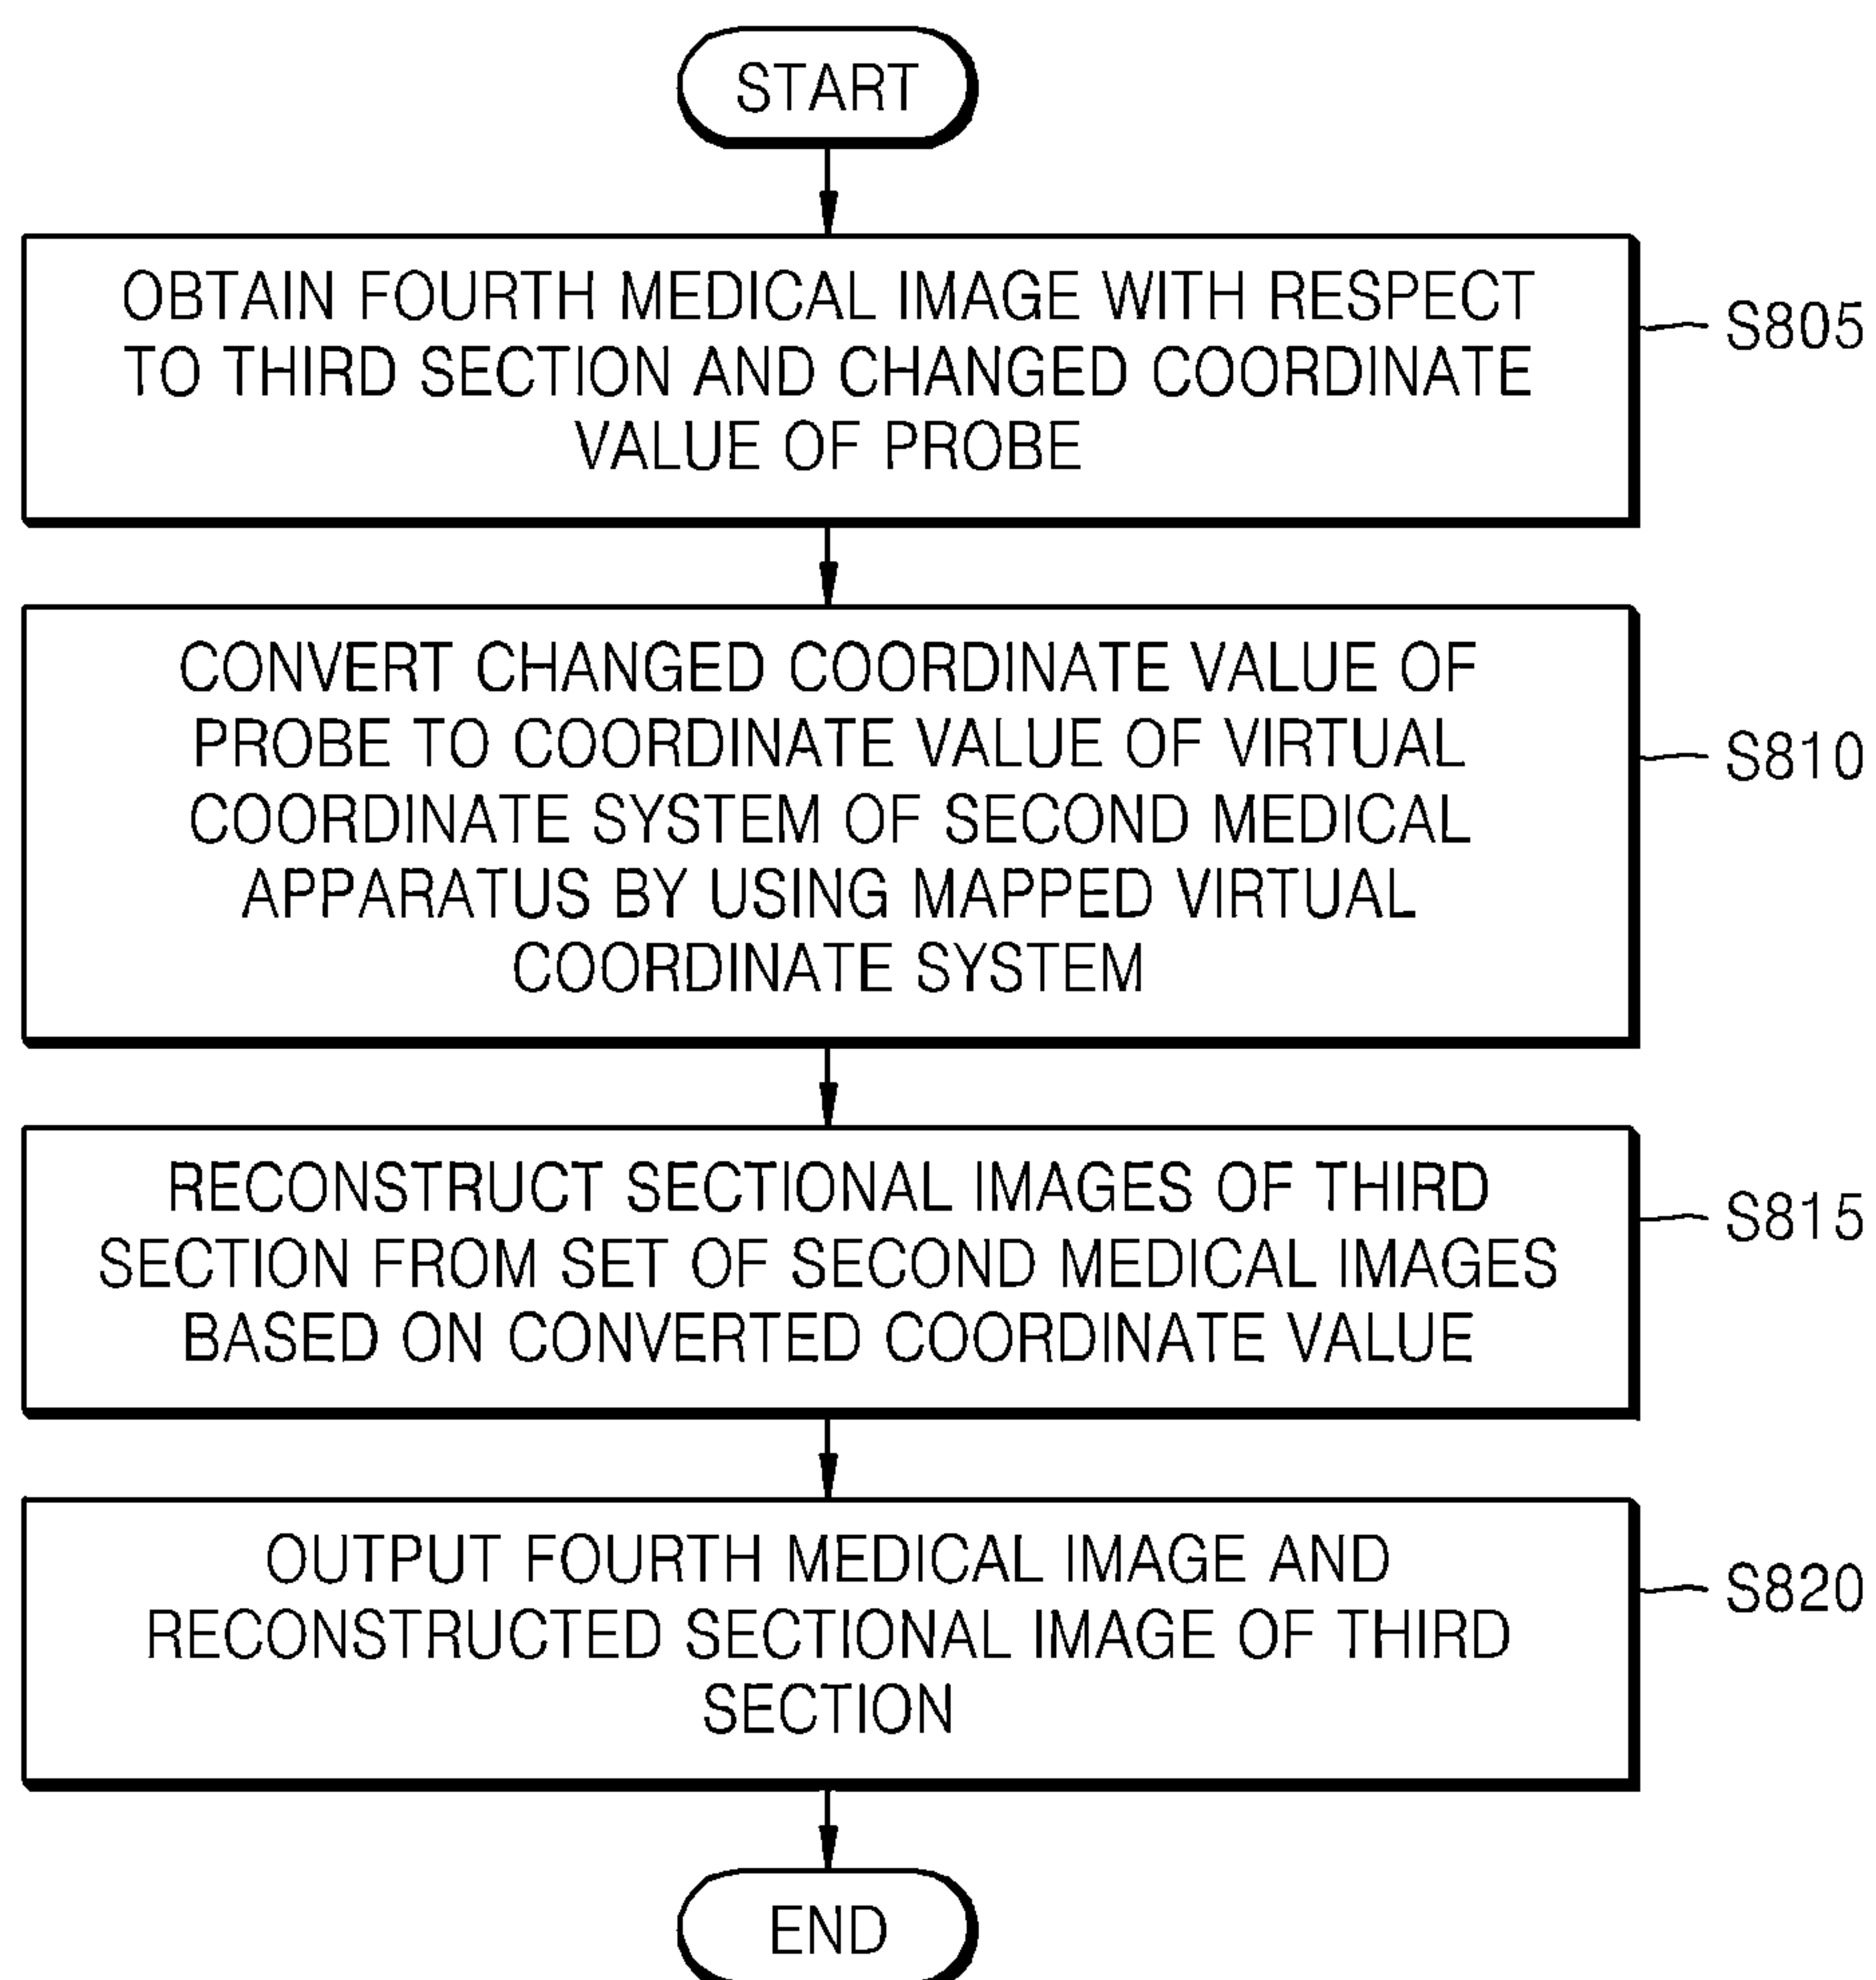 START
OBTAIN FOURTH MEDICAL IMAGE WITH RESPECT
TO THIRD SECTION AND CHANGED COORDINATE
VALUE OF PROBE
S805
CONVERT CHANGED COORDINATE VALUE OF
PROBE TO COORDINATE VALUE OF VIRTUAL
COORDINATE SYSTEM OF SECOND MEDICAL
APPARATUS BY USING MAPPED VIRTUAL
COORDINATE SYSTEM
S810
RECONSTRUCT SECTIONAL IMAGES OF THIRD
SECTION FROM SET OF SECOND MEDICAL IMAGES
BASED ON CONVERTED COORDINATE VALUE
S815
OUTPUT FOURTH MEDICAL IMAGE AND
RECONSTRUCTED SECTIONAL IMAGE OF THIRD
SECTION
S820
END